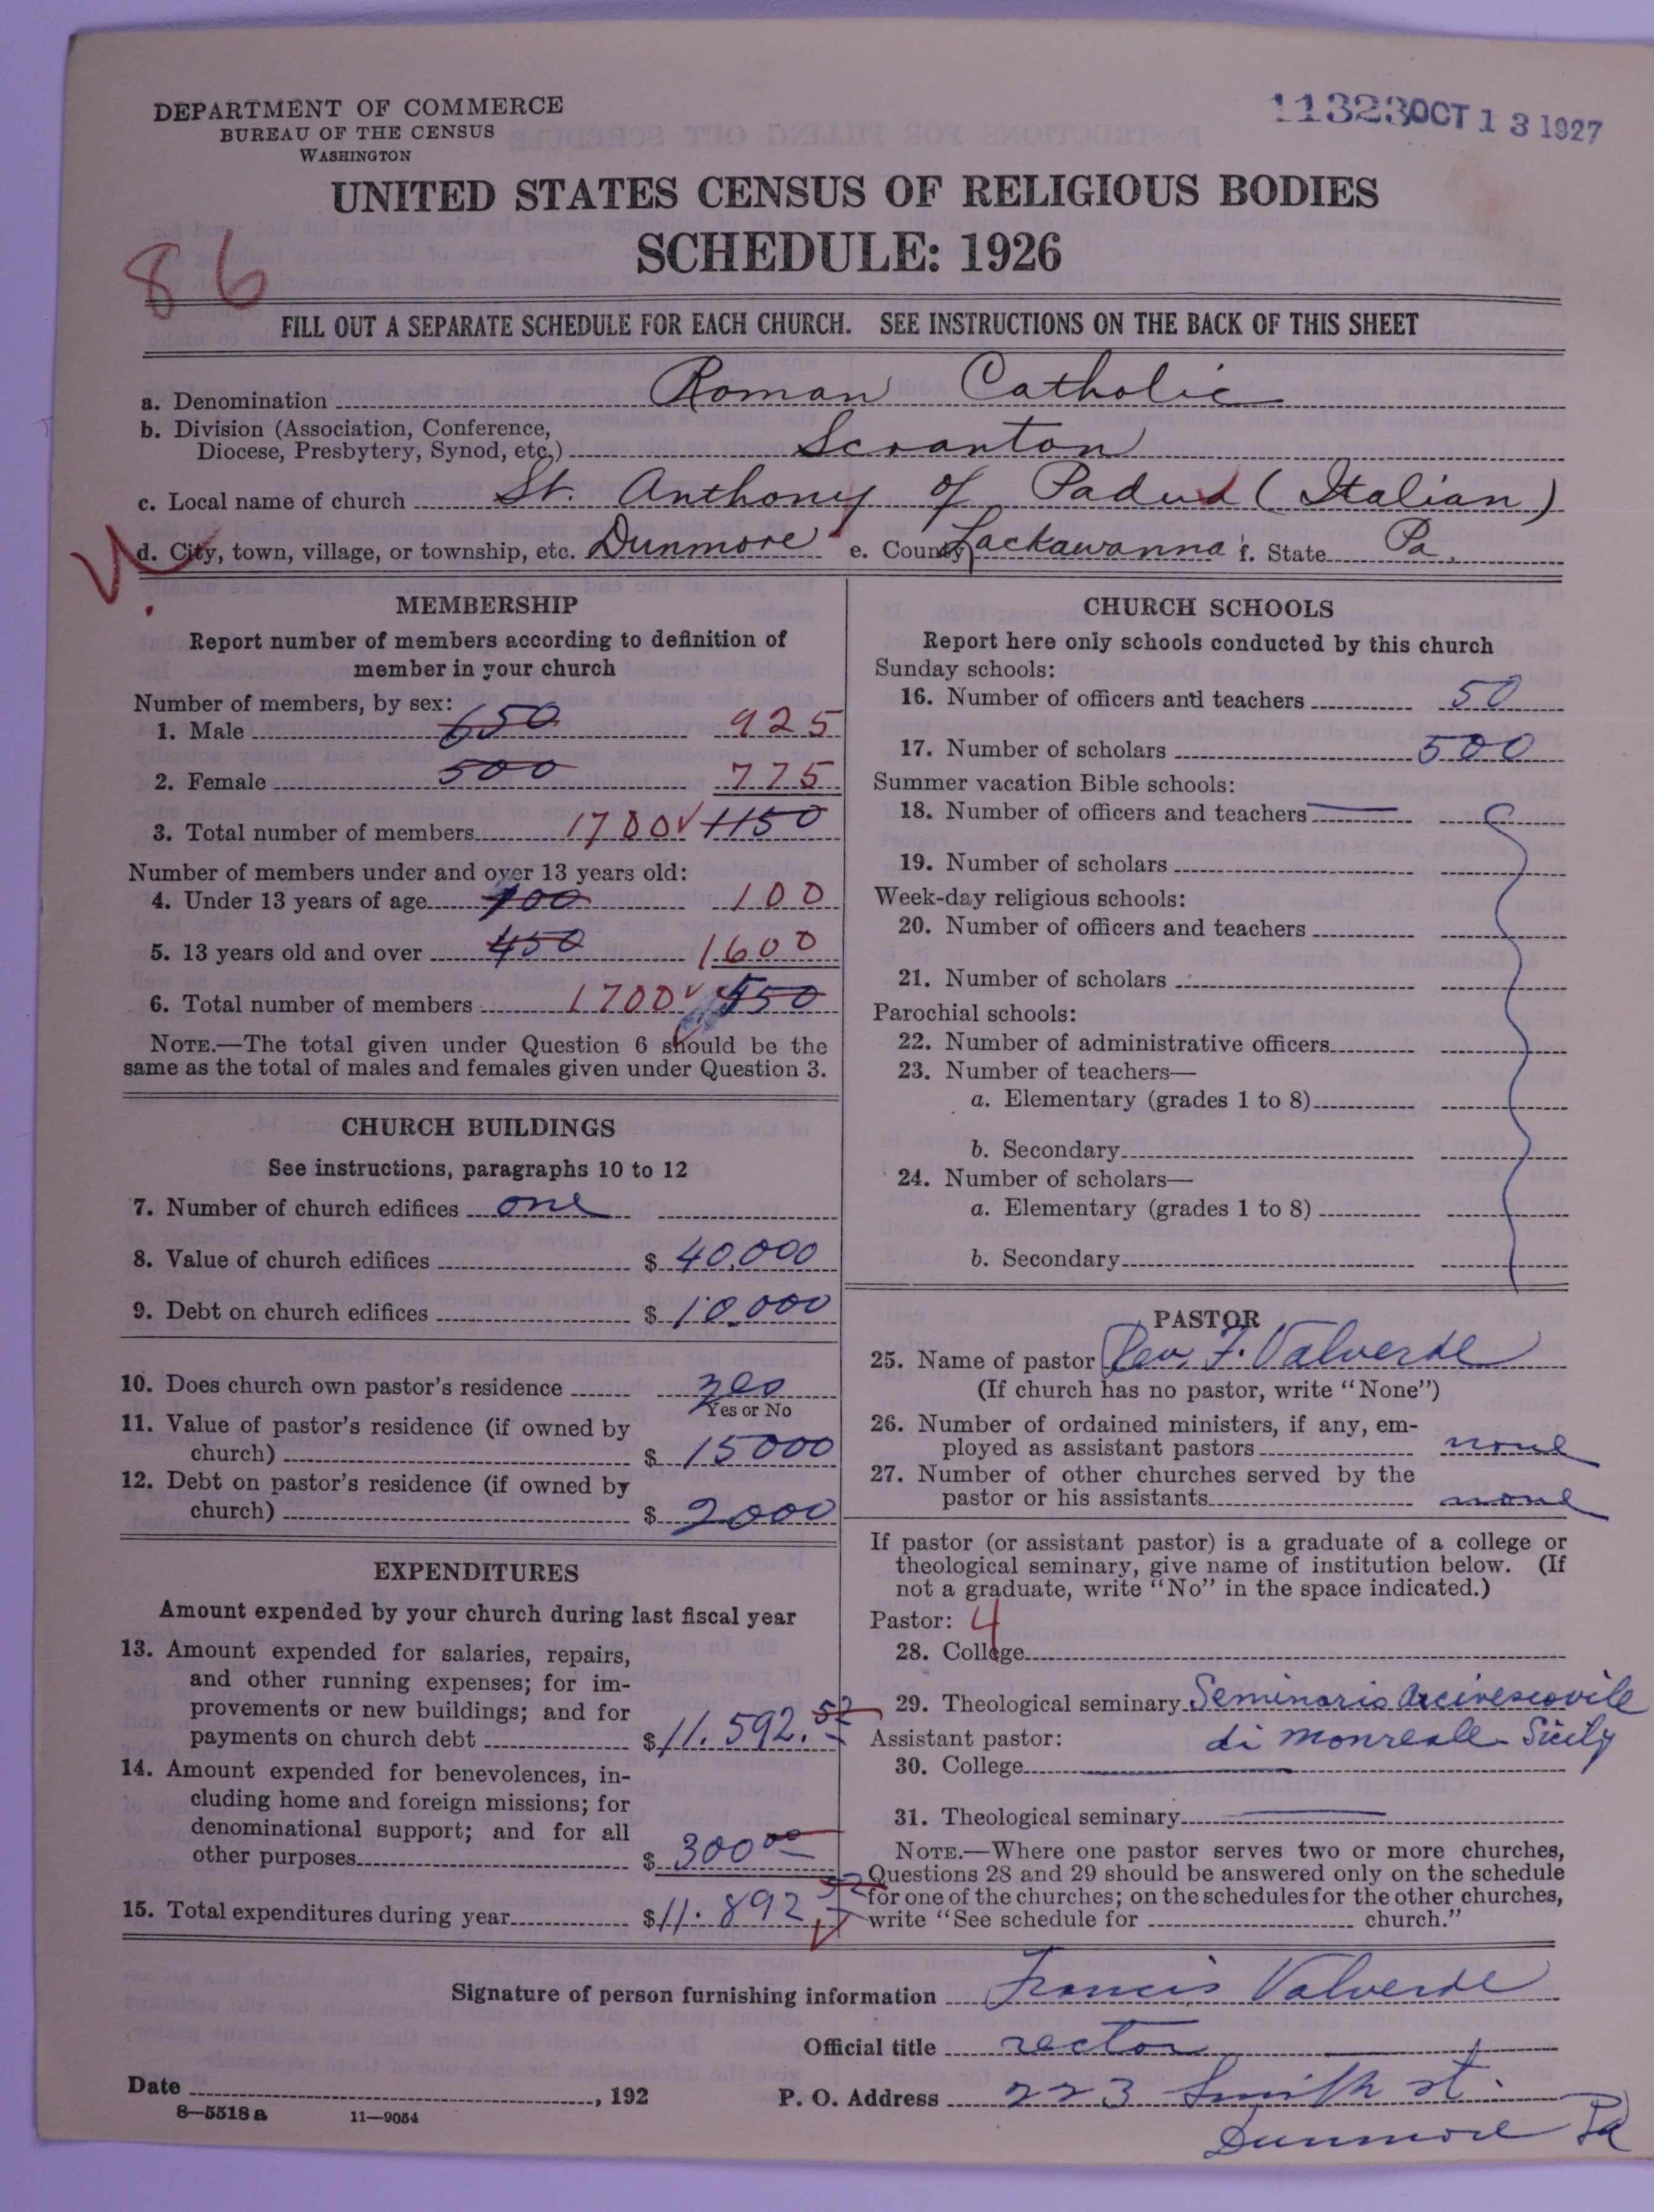 DEPARTMENT OF COMMERCE
BUREAU OF THE CENSUS
WASHINGTON
11323 OCT 13 1927
UNITED STATES CENSUS OF RELIGIOUS BODIES
SCHEDULE: 1926
86
FILL OUT A SEPARATE SCHEDULE FOR EACH CHURCH. SEE INSTRUCTIONS ON THE BACK OF THIS SHEET
a. Denomination Roman Catholic
b. Division (Association, Conference,
Diocese, Presbytery, Synod, etc.) Scranton
c. Local name of church St. Anthony of Padua (Italian)
d. City, town, village, or township, etc. Dunmore e. County Lackawanna f. State Pa.
MEMBERSHIP
Report number of members according to definition of
member in your church
Number of members, by sex:
1. Male 650 925
2. Female 500 775
3. Total number of members 1700 1150
Number of members under and over 13 years old:
4. Under 13 years of age 100 100
5. 13 years old and over 450 1600
6. Total number of members 1700 550
NOTE.—The total given under Question 6 should be the
same as the total of males and females given under Question 3.
CHURCH BUILDINGS
See instructions, paragraphs 10 to 12
7. Number of church edifices one
8. Value of church edifices $ 40,000
9. Debt on church edifices $ 10.000
10. Does church own pastor's residence yes
Yes or No
11. Value of pastor's residence (if owned by
church) $ 15000
12. Debt on pastor's residence (if owned by
church) $ 2000
EXPENDITURES
Amount expended by your church during last fiscal year
13. Amount expended for salaries, repairs,
and other running expenses; for im-
provements or new buildings; and for
payments on church debt $ 11.592.52
14. Amount expended for benevolences, in-
cluding home and foreign missions; for
denominational support; and for all
other purposes $ 300 00
15. Total expenditures during year $ 11.892 52
CHURCH SCHOOLS
Report here only schools conducted by this church
Sunday schools:
16. Number of officers and teachers 50
17. Number of scholars 500
Summer vacation Bible schools:
18. Number of officers and teachers
19. Number of scholars
Week-day religious schools:
20. Number of officers and teachers
21. Number of scholars
Parochial schools:
22. Number of administrative officers
23. Number of teachers—
a. Elementary (grades 1 to 8)
b. Secondary
24. Number of scholars—
a. Elementary (grades 1 to 8)
b. Secondary
PASTOR
25. Name of pastor Rev. F. Valverde
(If church has no pastor, write "None")
26. Number of ordained ministers, if any, em-
ployed as assistant pastors none
27. Number of other churches served by the
pastor or his assistants none
If pastor (or assistant pastor) is a graduate of a college or
theological seminary, give name of institution below. (If
not a graduate, write "No" in the space indicated.)
Pastor: 4
28. College
29. Theological seminary Seminario Arcivescovile
Assistant pastor: di Monreale Sicily
30. College
31. Theological seminary
NOTE.—Where one pastor serves two or more churches,
Questions 28 and 29 should be answered only on the schedule
for one of the churches; on the schedules for the other churches,
write "See schedule for church."
Signature of person furnishing information Francis Valverde
Official title rector
Date , 192 P. O. Address 223 Smith st.
8—5518 a 11—9054
Dunmore Pa